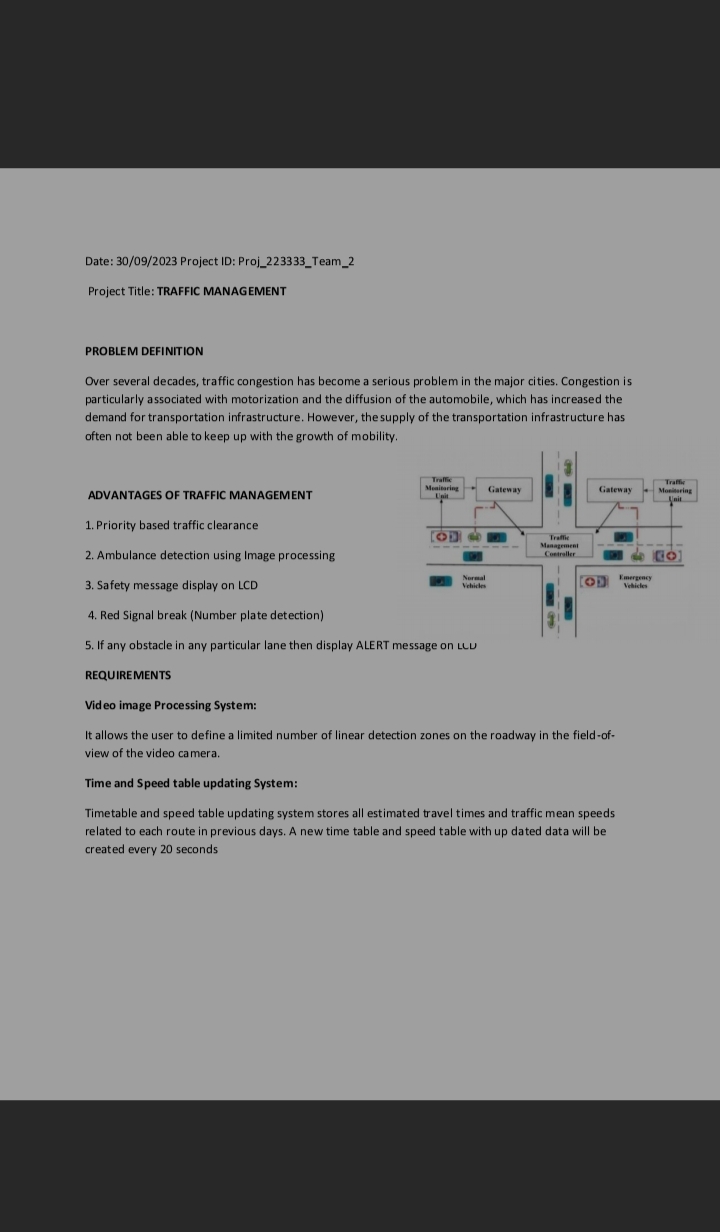 Date: 30/09/2023 Project ID: Proj_223333_Team_2
Project Title: TRAFFIC MANAGEMENT
PROBLEM DEFINITION
Over several decades, traffic congestion has become a serious problem in the major cities. Congestion is
particularly associated with motorization and the diffusion of the automobile, which has increased the
demand for transportation infrastructure. However, the supply of the transportation infrastructure has
often not been able to keep up with the growth of mobility.
ADVANTAGES OF TRAFFIC MANAGEMENT
1. Priority based traffic clearance
2. Ambulance detection using Image processing
3. Safety message display on LCD
4. Red Signal break (Number plate detection)
5. If any obstacle in any particular lane then display ALERT message on LCD
Traffic
Monitoring
Unit
Gateway
Gateway
Traffic
Monitoring
Unit
Traffic
Management
Controller
Normal
Vehicles
Emergency
Vehicles
REQUIREMENTS
Video image Processing System:
It allows the user to define a limited number of linear detection zones on the roadway in the field-of-
view of the video camera.
Time and Speed table updating System:
Timetable and speed table updating system stores all estimated travel times and traffic mean speeds
related to each route in previous days. A new time table and speed table with up dated data will be
created every 20 seconds